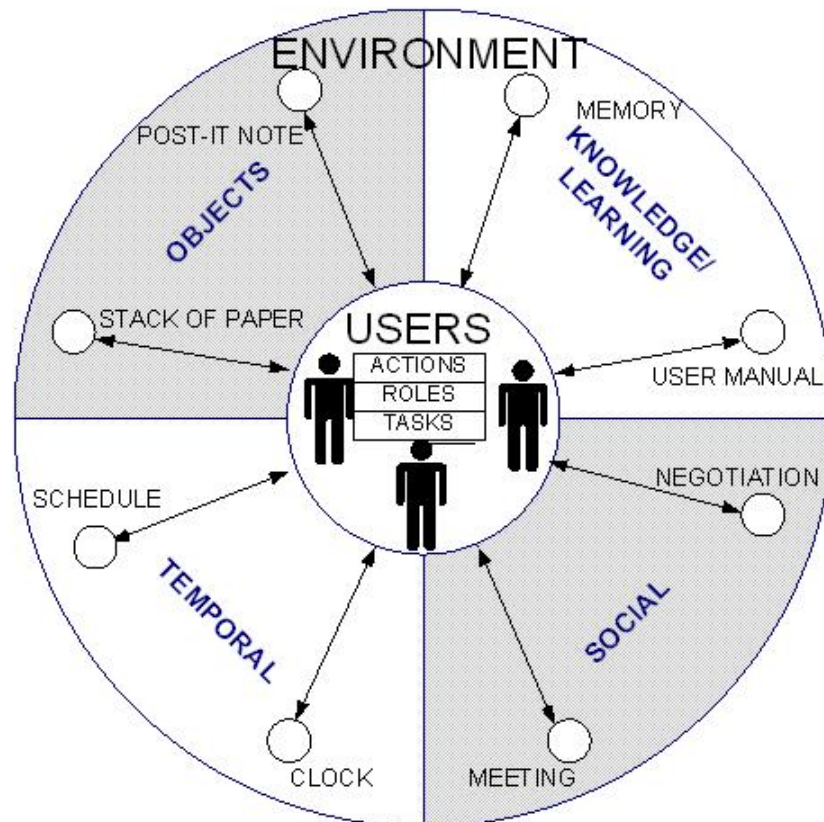 ENVIRONMENT
POST-IT NOTE
MEMORY
OBJECTS
KNOWLEDGE/
LEARNING
STACK OF PAPER
USERS
ACTIONS
ROLES
TASKS
USER MANUAL
SCHEDULE
NEGOTIATION
TEMPORAL
SOCIAL
CLOCK
MEETING